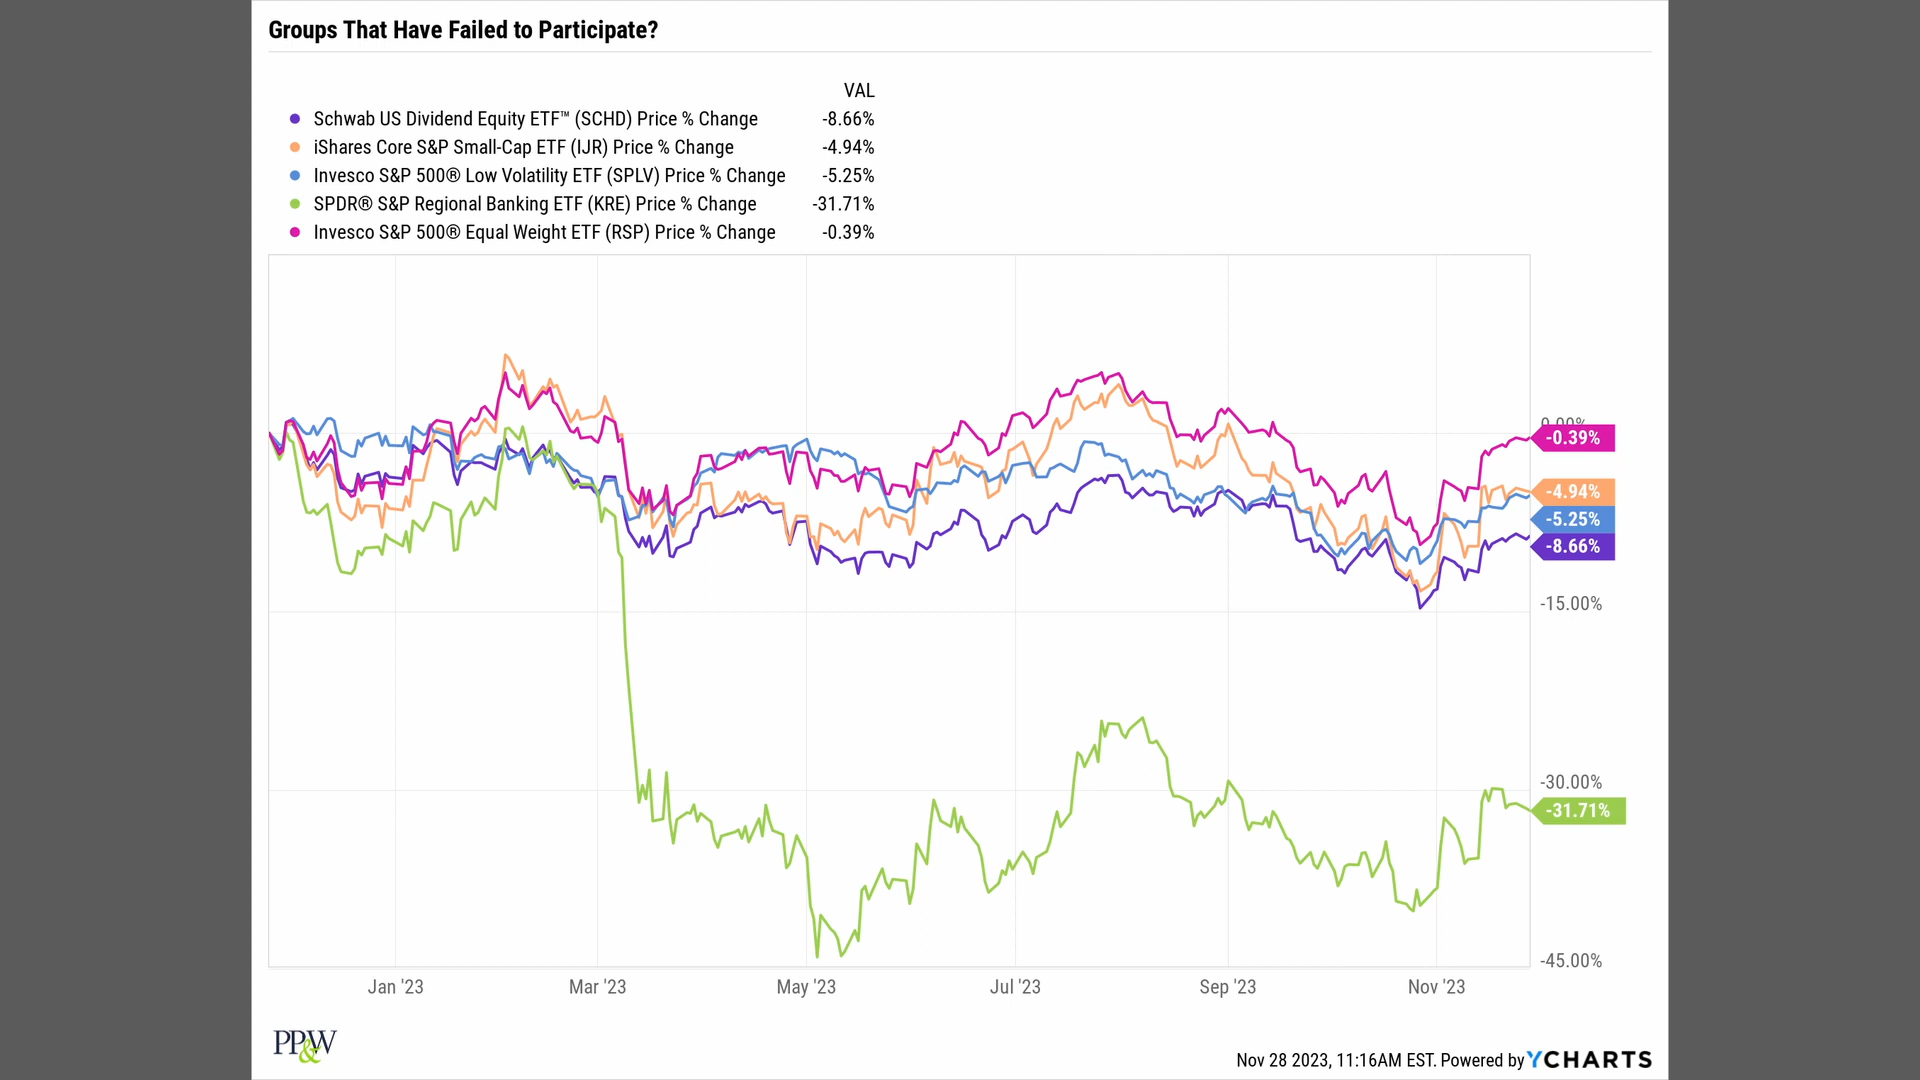 Groups That Have Failed to Participate?
VAL
Schwab US Dividend Equity ETF™ (SCHD) Price % Change -8.66%
iShares Core S&P Small-Cap ETF (IJR) Price % Change -4.94%
Invesco S&P 500® Low Volatility ETF (SPLV) Price % Change -5.25%
SPDR® S&P Regional Banking ETF (KRE) Price % Change -31.71%
Invesco S&P 500® Equal Weight ETF (RSP) Price % Change -0.39%
0.00%
-0.39%
-4.94%
-5.25%
-8.66%
-15.00%
-30.00%
-31.71%
-45.00%
Jan '23 Mar '23 May '23 Jul '23 Sep '23 Nov '23
PP&W
Nov 28 2023, 11:16AM EST. Powered by YCHARTS